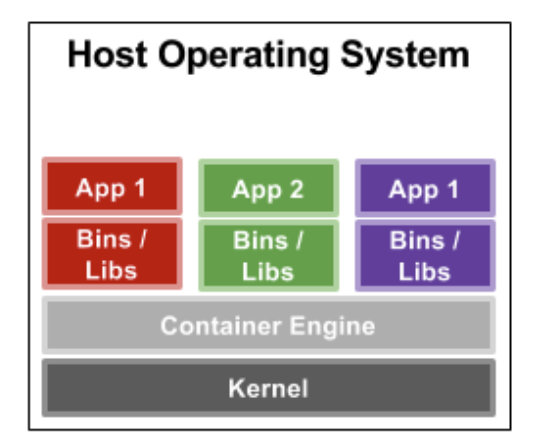 Host Operating System
App 1
App 2
App 1
Bins /
Libs
Bins /
Libs
Bins /
Libs
Container Engine
Kernel